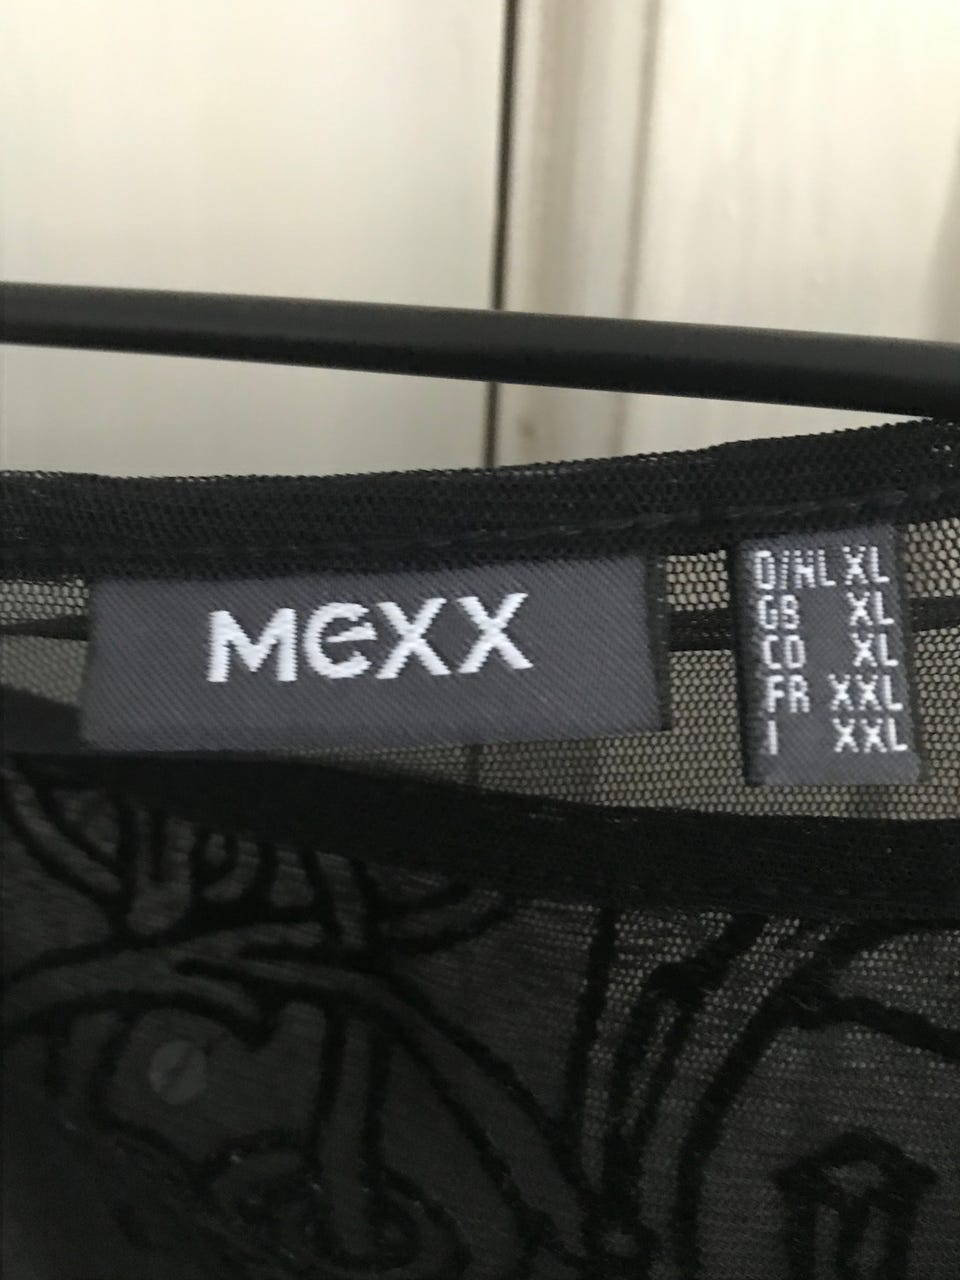 Mexx
D/NL XL
GB XL
CD XL
FR XXL
I XXL